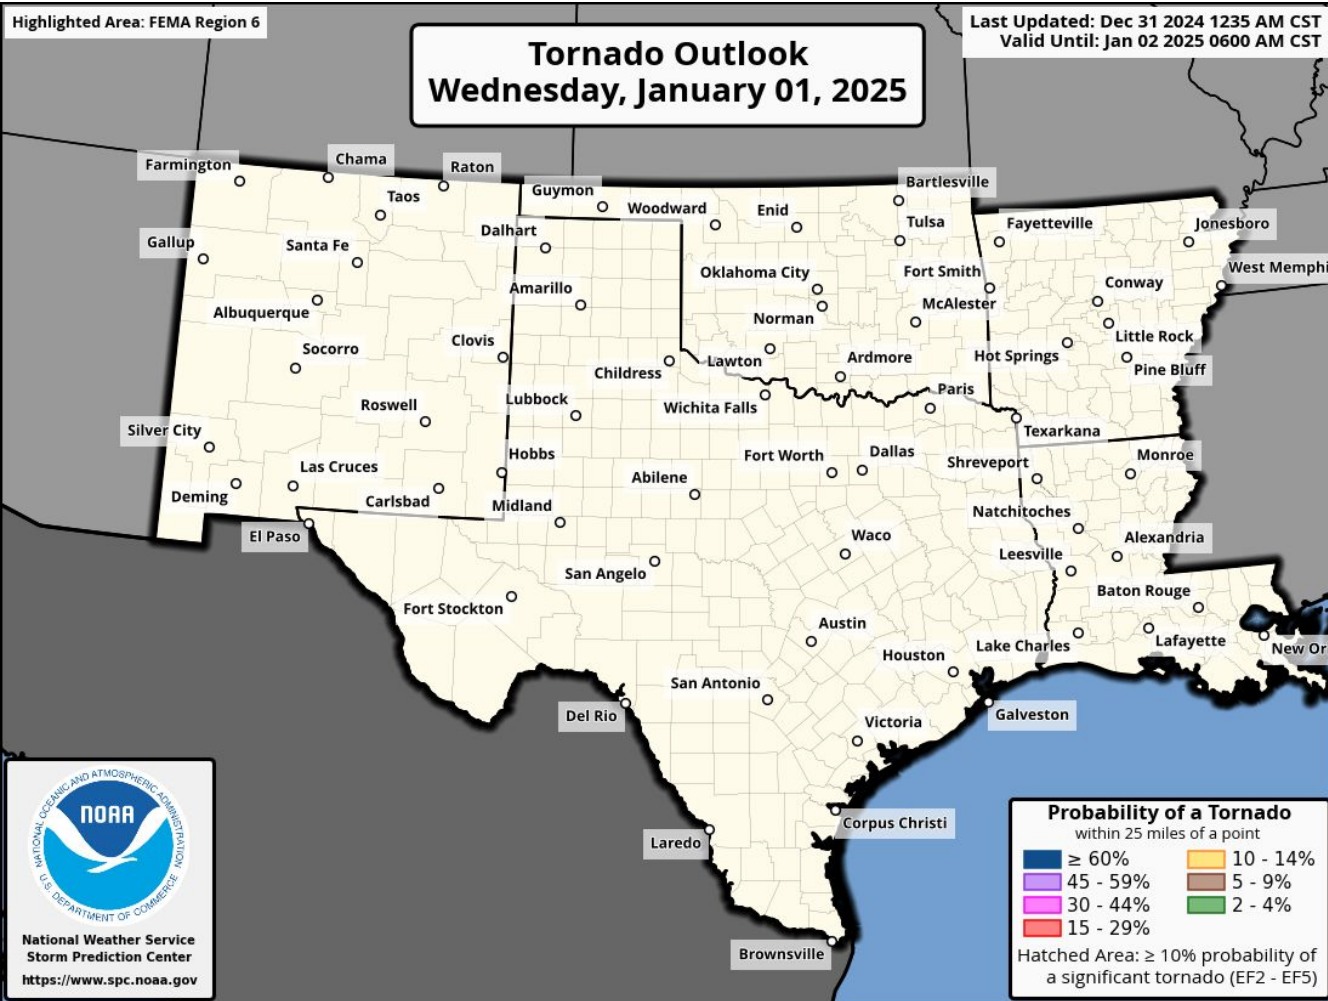 Highlighted Area: FEMA Region 6
Last Updated: Dec 31 2024 1235 AM CST
Valid Until: Jan 02 2025 0600 AM CST
Tornado Outlook
Wednesday, January 01, 2025
Farmington
Chama
Raton
Taos
Guymon
Woodward
Enid
Bartlesville
Tulsa
Fayetteville
Jonesboro
Gallup
Santa Fe
Dalhart
Oklahoma City
Fort Smith
West Memphi
Albuquerque
Amarillo
Norman
McAlester
Conway
Socorro
Clovis
Childress
Lawton
Ardmore
Hot Springs
Little Rock
Pine Bluff
Roswell
Lubbock
Wichita Falls
Paris
Texarkana
Silver City
Hobbs
Las Cruces
Deming
Carlsbad
Midland
Abilene
Fort Worth
Dallas
Shreveport
Monroe
El Paso
Natchitoches
Waco
Leesville
Alexandria
San Angelo
Fort Stockton
Baton Rouge
Austin
Houston
Lake Charles
Lafayette
New Or
San Antonio
Del Rio
Victoria
Galveston
Laredo
Corpus Christi
Brownsville
NATIONAL OCEANIC AND ATMOSPHERIC ADMINISTRATION
NOAA
U.S. DEPARTMENT OF COMMERCE
National Weather Service
Storm Prediction Center
https://www.spc.noaa.gov
Probability of a Tornado
within 25 miles of a point
≥ 60%
45 - 59%
30 - 44%
15 - 29%
10 - 14%
5 - 9%
2 - 4%
Hatched Area: ≥ 10% probability of
a significant tornado (EF2 - EF5)